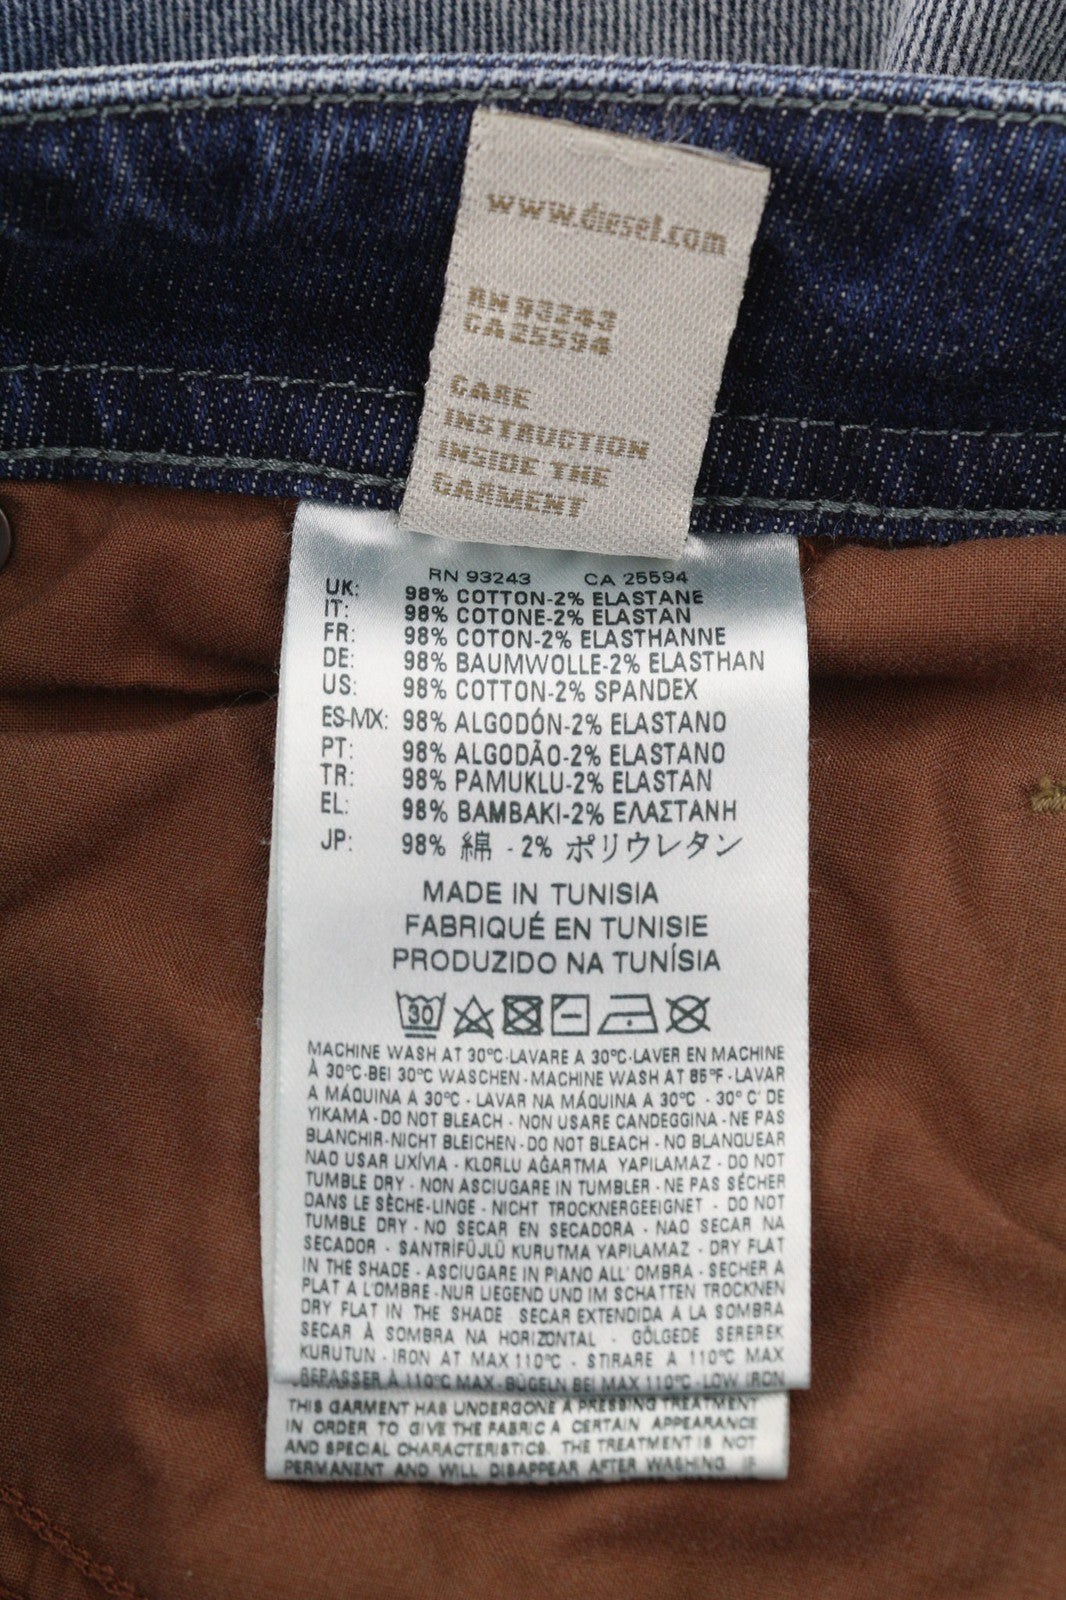 www.diesel.com
RN 93243
CA 25594
CARE
INSTRUCTION
INSIDE THE
GARMENT
RN 93243 CA 25594
UK: 98% COTTON-2% ELASTANE
IT: 98% COTONE-2% ELASTAN
FR: 98% COTON-2% ELASTHANNE
DE: 98% BAUMWOLLE-2% ELASTHAN
US: 98% COTTON-2% SPANDEX
ES-MX: 98% ALGODÓN-2% ELASTANO
PT: 98% ALGODÃO-2% ELASTANO
TR: 98% PAMUKLU-2% ELASTAN
EL: 98% BAMBAKI-2% ΕΛΑΣΤΑΝΗ
JP: 98% 綿 - 2% ポリウレタン
MADE IN TUNISIA
FABRIQUÉ EN TUNISIE
PRODUZIDO NA TUNÍSIA
30
MACHINE WASH AT 30°C-LAVARE A 30°C-LAVER EN MACHINE
À 30°C-BEI 30°C WASCHEN-MACHINE WASH AT 85°F-LAVAR
A MÁQUINA A 30°C - LAVAR NA MÁQUINA A 30°C - 30° C' DE
YIKAMA - DO NOT BLEACH - NON USARE CANDEGGINA - NE PAS
BLANCHIR-NICHT BLEICHEN-DO NOT BLEACH - NO BLANQUEAR
NAO USAR LIXÍVIA - KLORLU AĞARTMA YAPILAMAZ - DO NOT
TUMBLE DRY - NON ASCIUGARE IN TUMBLER - NE PAS SÉCHER
DANS LE SÈCHE-LINGE - NICHT TROCKNERGEEIGNET - DO NOT
TUMBLE DRY - NO SECAR EN SECADORA - NAO SECAR NA
SECADOR - SANTRİFÜJLÜ KURUTMA YAPILAMAZ - DRY FLAT
IN THE SHADE - ASCIUGARE IN PIANO ALL' OMBRA - SECHER A
PLAT A L'OMBRE - NUR LIEGEND UND IM SCHATTEN TROCKNEN
DRY FLAT IN THE SHADE SECAR EXTENDIDA A LA SOMBRA
SECAR À SOMBRA NA HORIZONTAL - GÖLGEDE SEREREK
KURUTUN - IRON AT MAX 110°C - STIRARE A 110°C MAX
REPASSER À 110°C MAX-BÜGELN BEI MAX 110°C-LOW IRON
THIS GARMENT HAS UNDERGONE A PRESSING TREATMENT
IN ORDER TO GIVE THE FABRIC A CERTAIN APPEARANCE
AND SPECIAL CHARACTERISTICS. THE TREATMENT IS NOT
PERMANENT AND WILL DISAPPEAR AFTER WASHING. IF